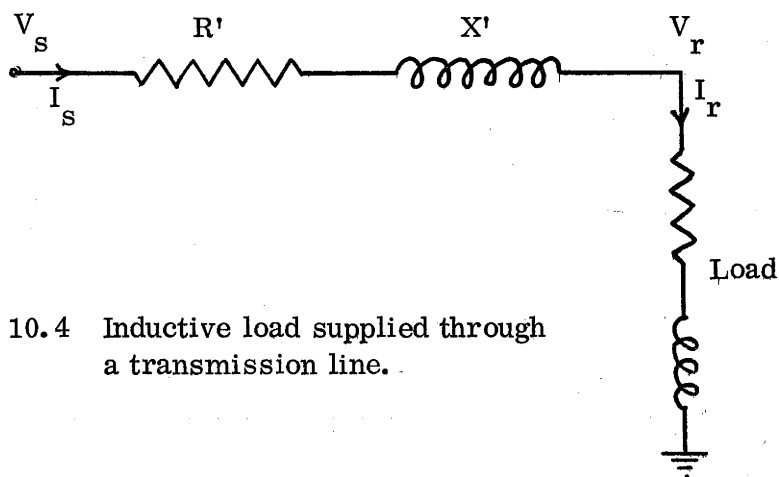 V_s R' X' V_r
I_s I_r
Load
10.4 Inductive load supplied through
a transmission line.